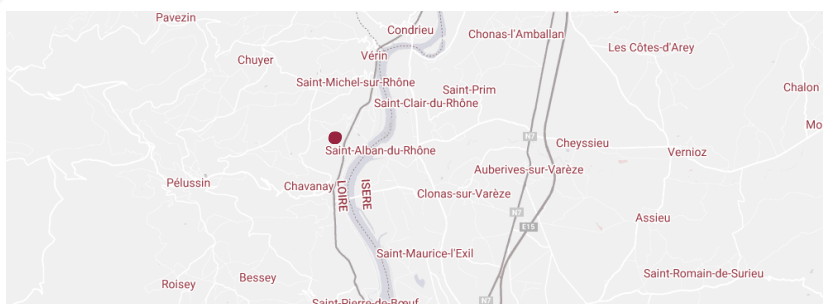 Pavezin
Condrieu
Chonas-l'Amballan
Les Côtes-d'Arey
Vérin
Chuyer
Saint-Michel-sur-Rhône
Saint-Prim
Chalon
Saint-Clair-du-Rhône
Mo
N7
Cheyssieu
Saint-Alban-du-Rhône
Vernioz
Auberives-sur-Varèze
Pélussin
Chavanay
LOIRE
ISERE
Clonas-sur-Varèze
N7
Assieu
E15
Saint-Maurice-l'Exil
Bessey
Roisey
Saint-Romain-de-Surieu
Saint-Pierre-de-Bœuf
N7